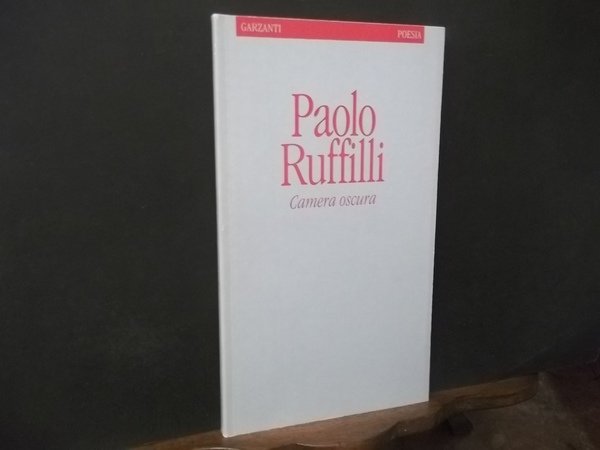 GARZANTI POESIA
Paolo
Ruffilli
Camera oscura